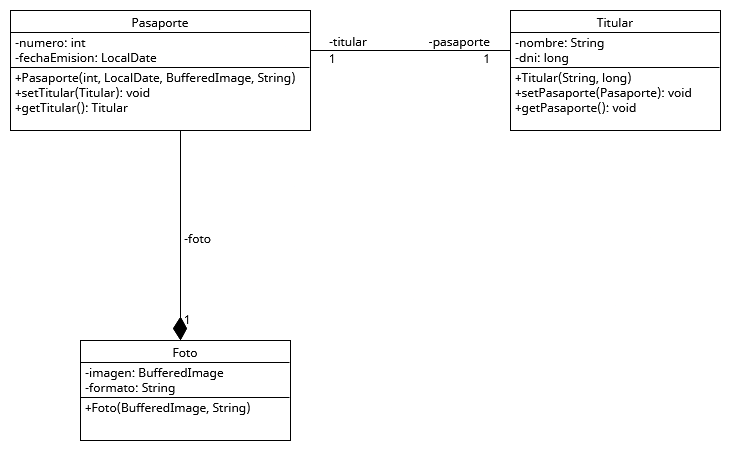 Pasaporte
-numero: int
-fechaEmision: LocalDate
+Pasaporte(int, LocalDate, BufferedImage, String)
+setTitular(Titular): void
+getTitular(): Titular
-titular
1
-pasaporte
1
Titular
-nombre: String
-dni: long
+Titular(String, long)
+setPasaporte(Pasaporte): void
+getPasaporte(): void
-foto
1
Foto
-imagen: BufferedImage
-formato: String
+Foto(BufferedImage, String)